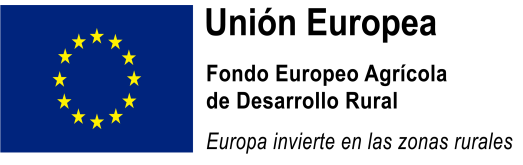 Unión Europea
Fondo Europeo Agrícola
de Desarrollo Rural
Europa invierte en las zonas rurales